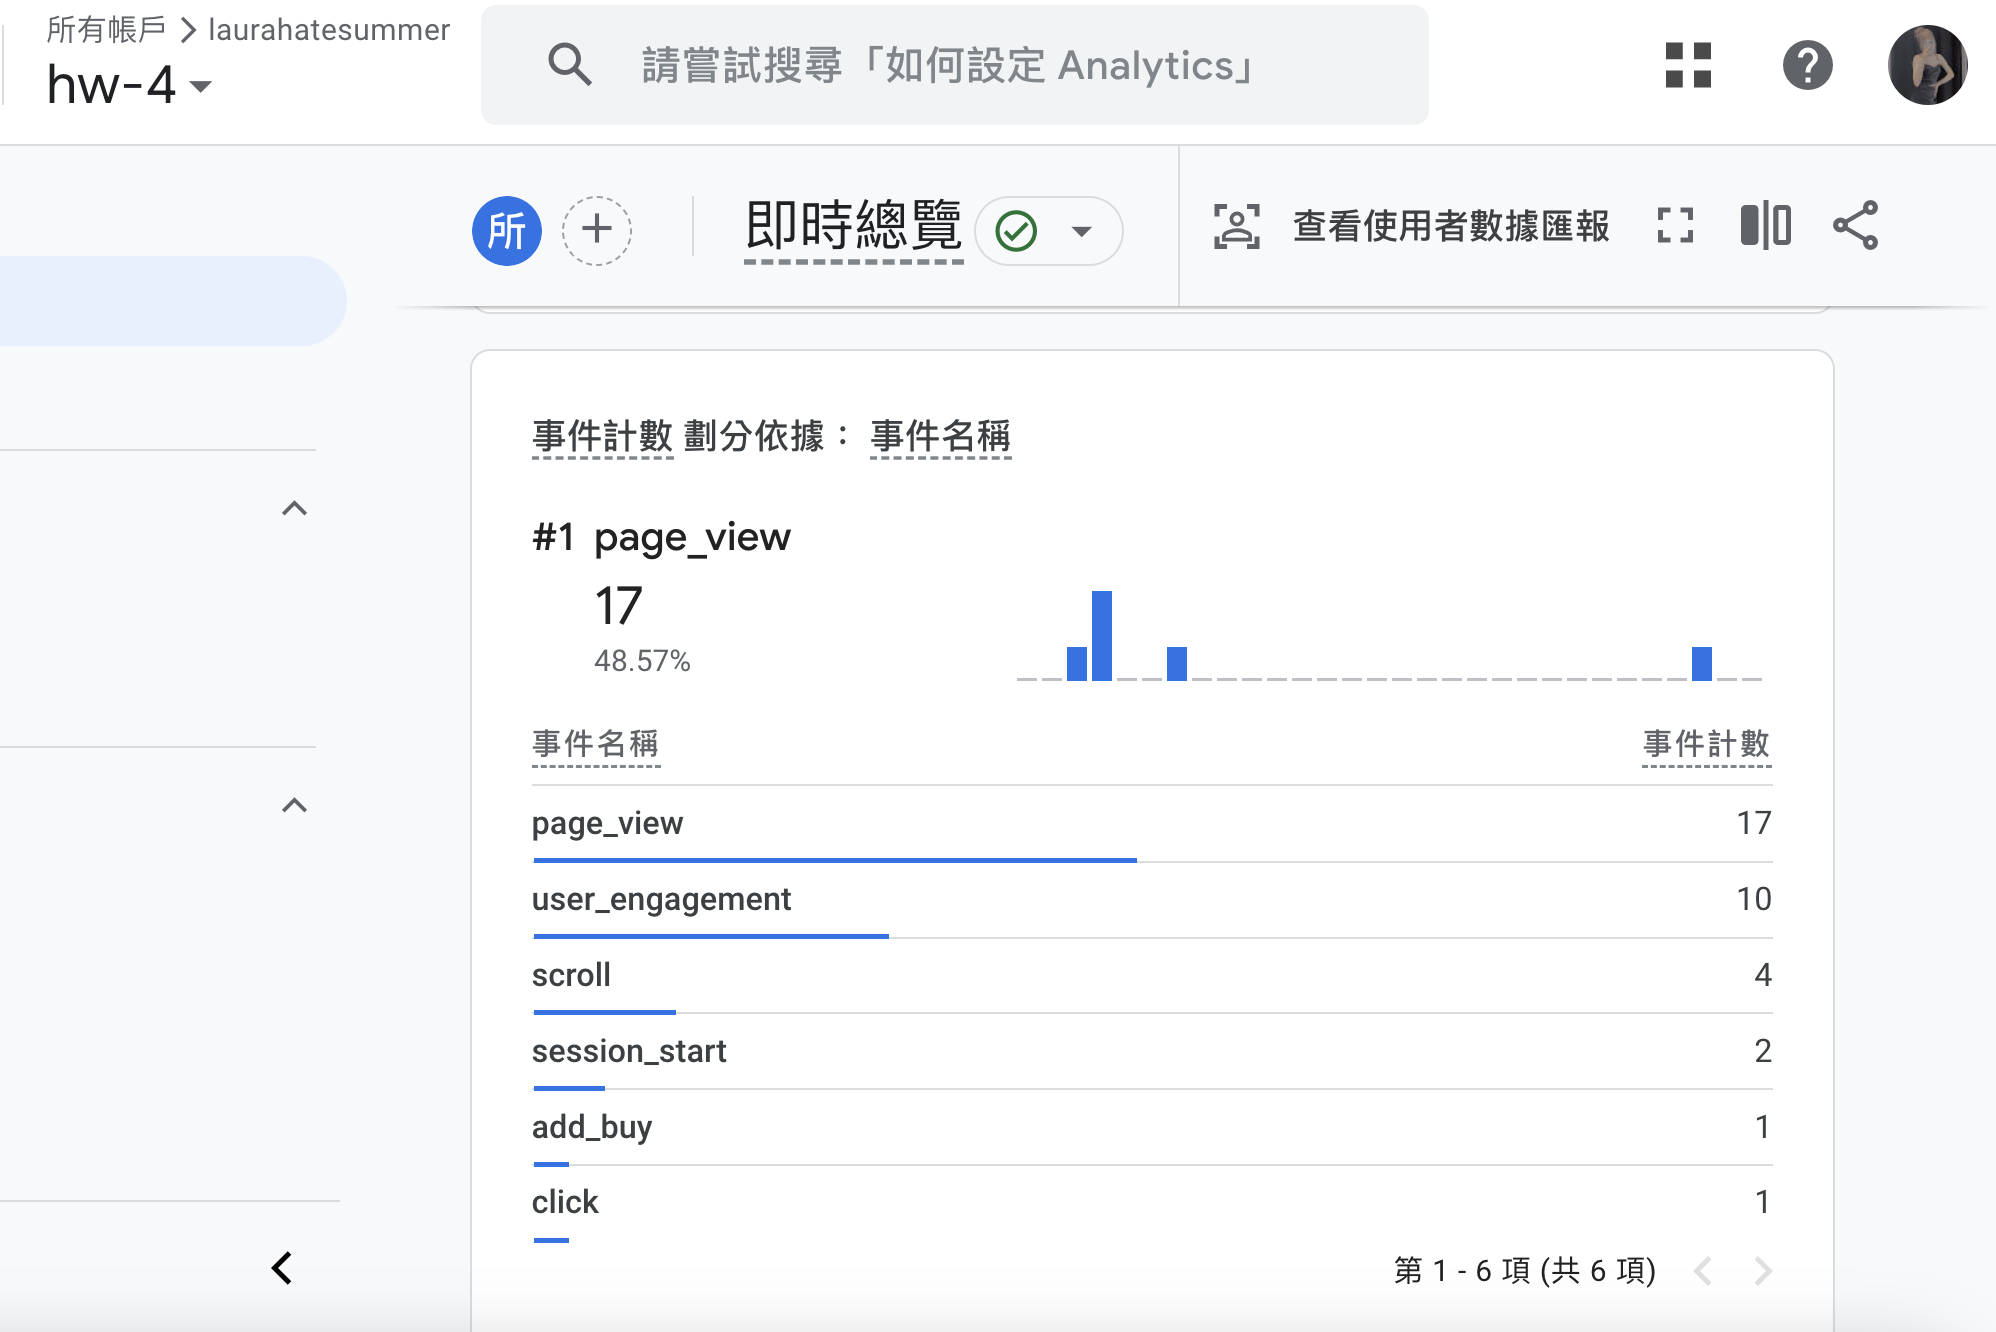 所有帳戶 > laurahatesummer
hw-4
請嘗試搜尋「如何設定 Analytics」
所
即時總覽
查看使用者數據匯報
事件計數 劃分依據： 事件名稱
#1 page_view
17
48.57%
事件名稱 事件計數
page_view 17
user_engagement 10
scroll 4
session_start 2
add_buy 1
click 1
第 1 - 6 項 (共 6 項)